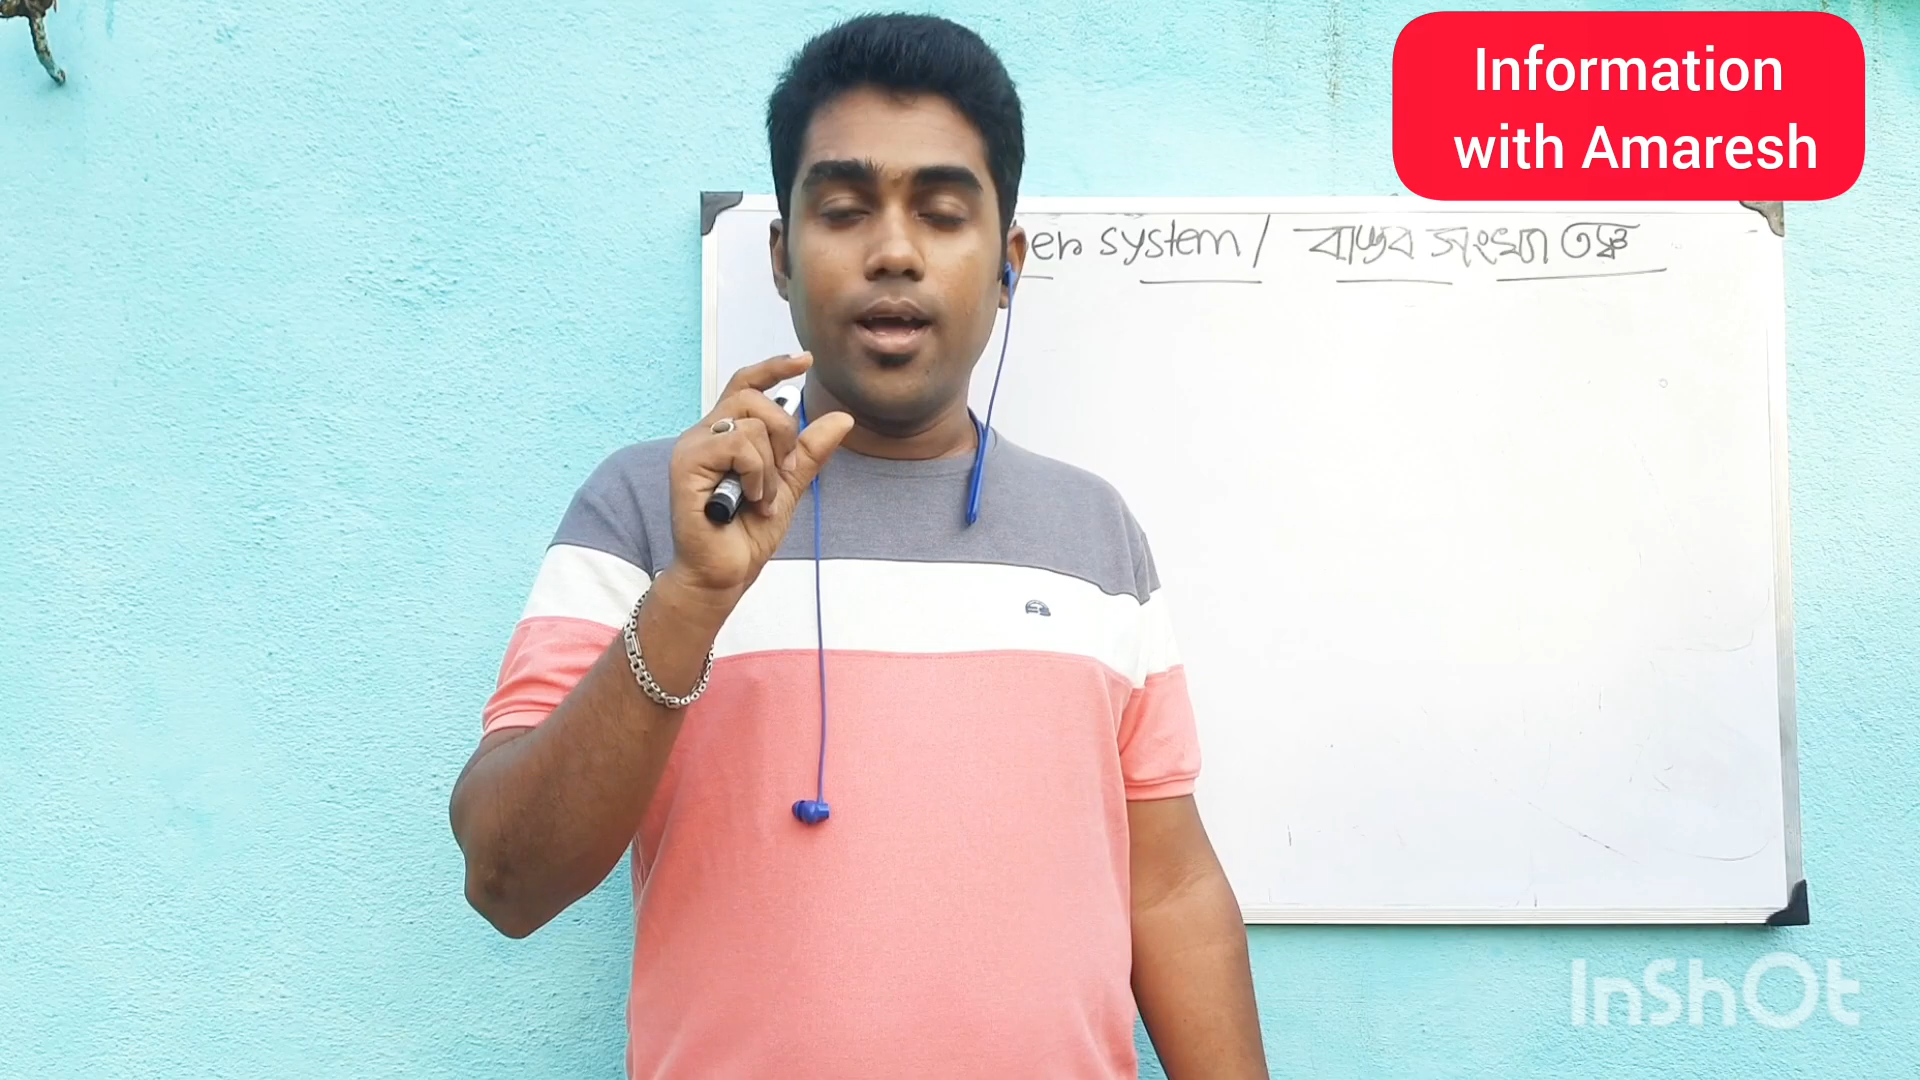 Information
with Amaresh
system / বাস্তব সংখ্যা তন্ত্র
InShOt